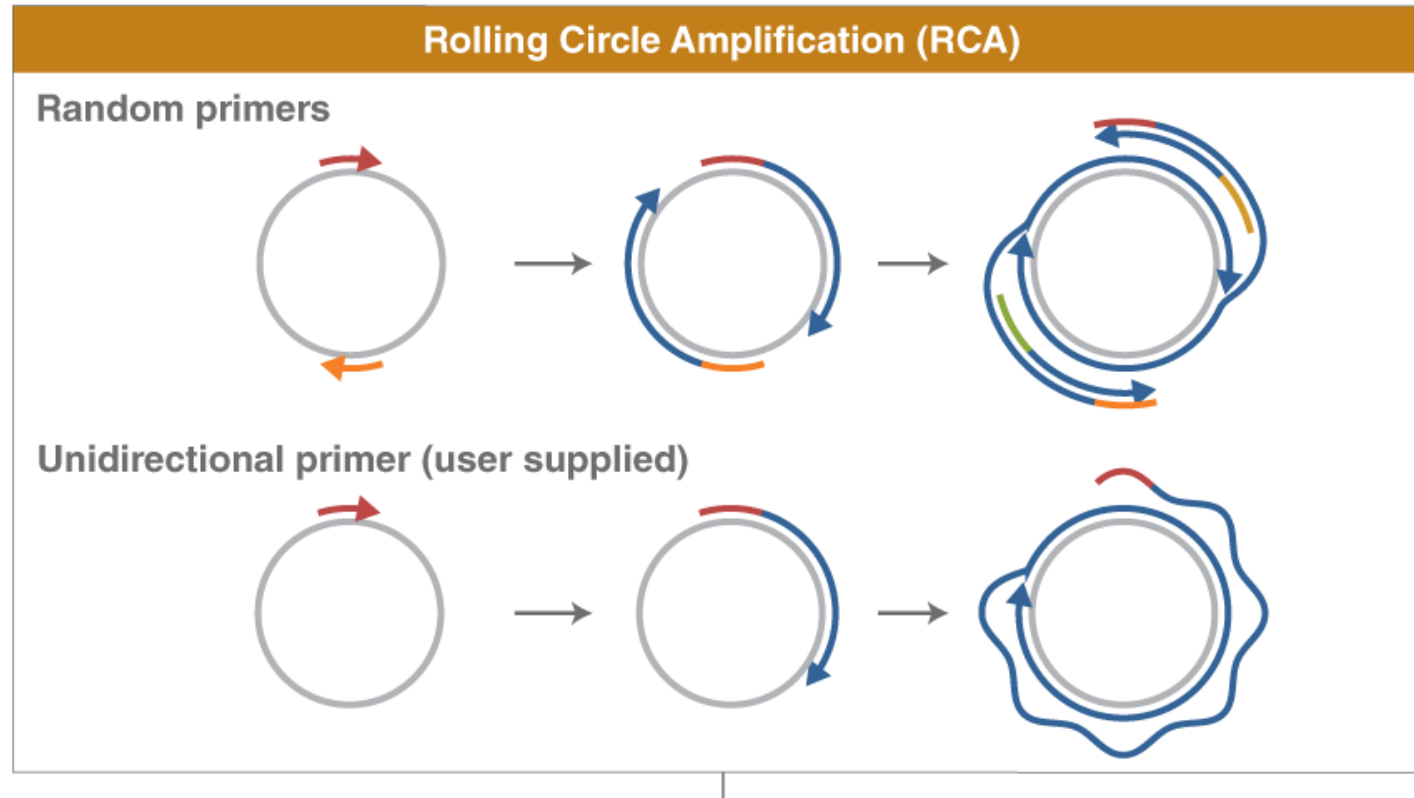 Rolling Circle Amplification (RCA)
Random primers
Unidirectional primer (user supplied)